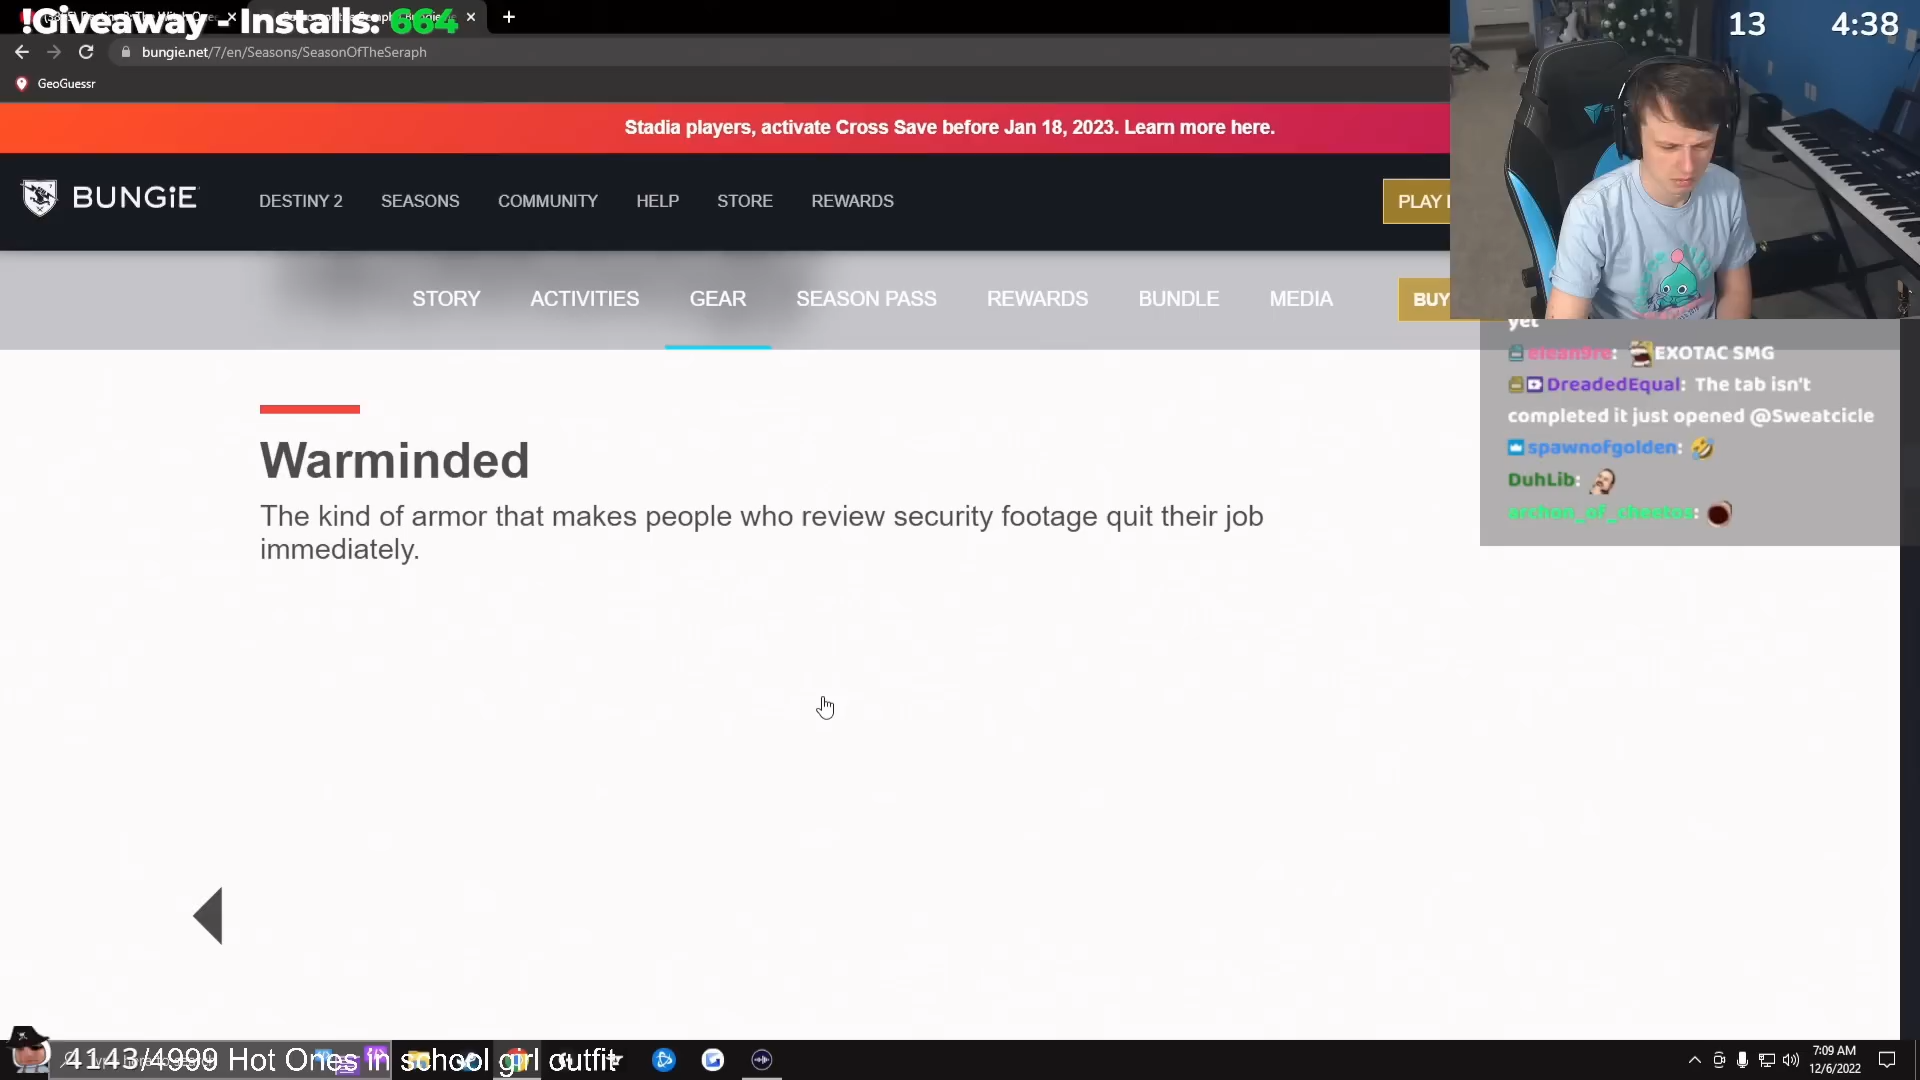 !Giveaway - Installs: 664
bungie.net/7/en/Seasons/SeasonOfTheSeraph
GeoGuessr
13
4:38
Stadia players, activate Cross Save before Jan 18, 2023. Learn more here.
BUNGiE
DESTINY 2
SEASONS
COMMUNITY
HELP
STORE
REWARDS
PLAY
STORY
ACTIVITIES
GEAR
SEASON PASS
REWARDS
BUNDLE
MEDIA
BUY
yet
EXOTAC SMG
DreadedEqual: The tab isn't
completed it just opened @Sweatcicle
spawnofgolden:
DuhLib:
archon_of_cheetos:
Warminded
The kind of armor that makes people who review security footage quit their job
immediately.
4143/4999 Hot Ones in school girl outfit
7:09 AM
12/6/2022